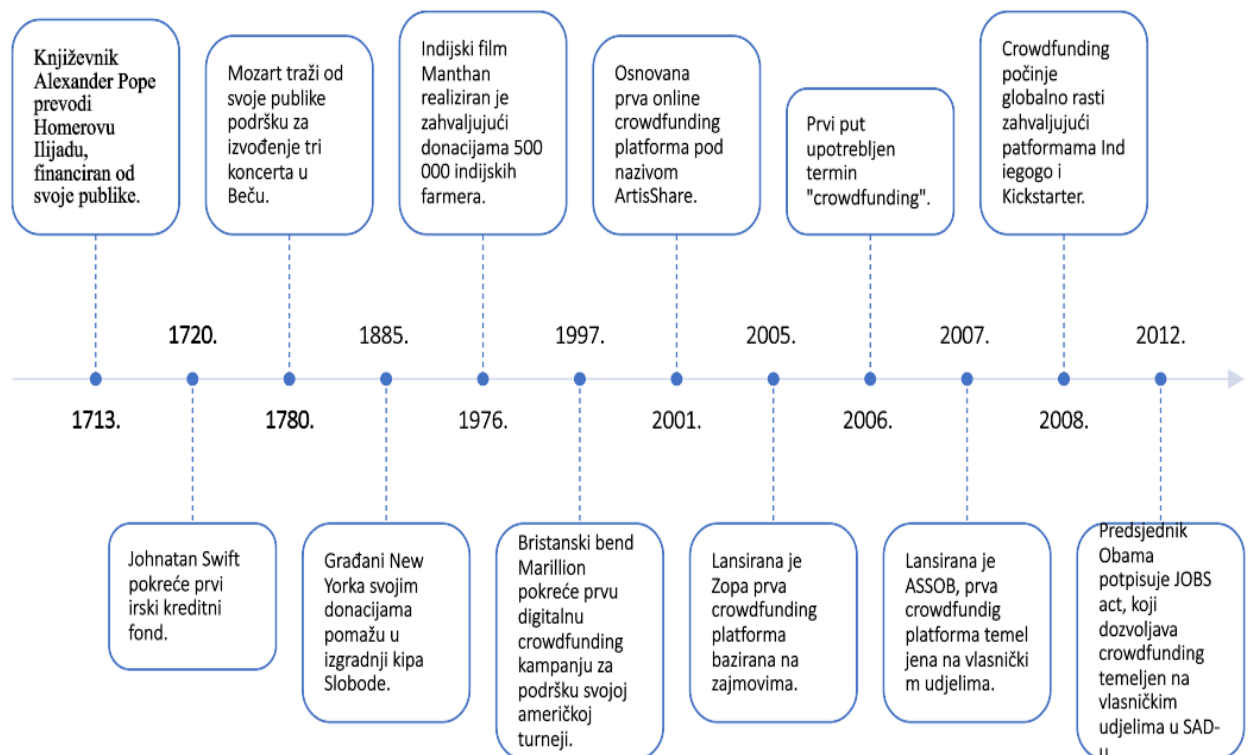 Književnik
Alexander Pope
prevodi
Homerovu
Ilijadu,
financiran od
svoje publike.
Mozart traži od
svoje publike
podršku za
izvođenje tri
koncerta u
Beču.
Indijski film
Manthan
realiziran je
zahvaljujući
donacijama 500
000 indijskih
farmera.
Osnovana
prva online
crowdfunding
platforma pod
nazivom
ArtisShare.
Prvi put
upotrebljen
termin
"crowdfunding".
Crowdfunding
počinje
globalno rasti
zahvaljujući
patformama Ind
iegogo i
Kickstarter.
1720. 1885. 1997. 2005. 2007. 2012.
1713. 1780. 1976. 2001. 2006. 2008.
Johnatan Swift
pokreće prvi
irski kreditni
fond.
Građani New
Yorka svojim
donacijama
pomažu u
izgradnji kipa
Slobode.
Bristanski bend
Marillion
pokreće prvu
digitalnu
crowdfunding
kampanju za
podršku svojoj
američkoj
turneji.
Lansirana je
Zopa prva
crowdfunding
platforma
bazirana na
zajmovima.
Lansirana je
ASSOB, prva
crowdfundig
platforma temel
jena na vlasnički
m udjelima.
Predsjednik
Obama
potpisuje JOBS
act, koji
dozvoljava
crowdfunding
temeljen na
vlasničkim
udjelima u SAD-
u